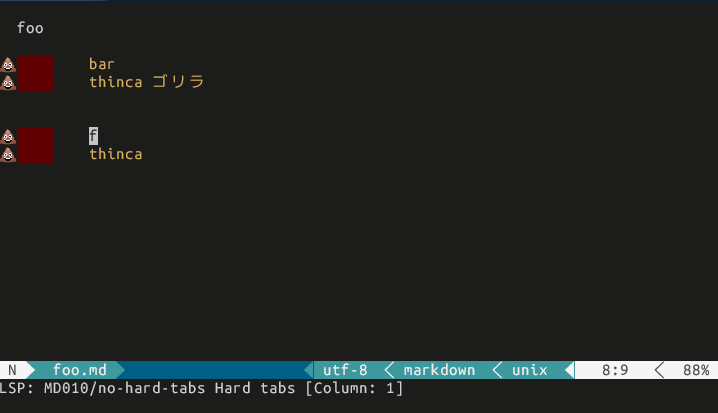 foo
💩 bar
💩 thinca ゴリラ
💩 f
💩 thinca
N foo.md utf-8 markdown unix 8:9 88%
LSP: MD010/no-hard-tabs Hard tabs [Column: 1]